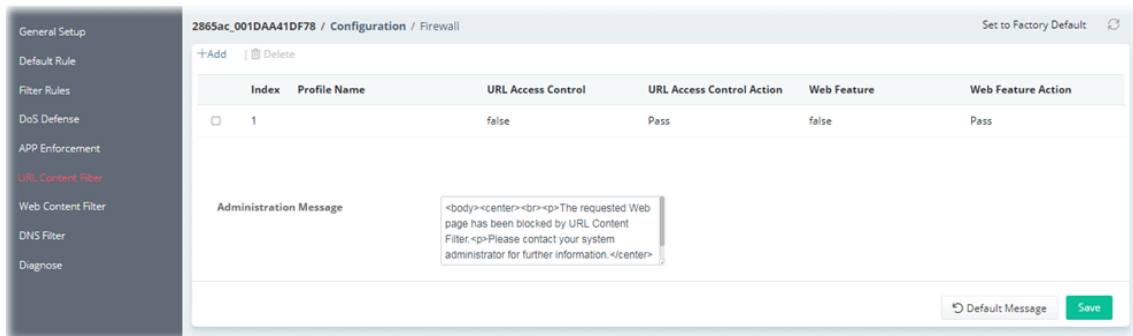 General Setup
Default Rule
Filter Rules
DoS Defense
APP Enforcement
URL Content Filter
Web Content Filter
DNS Filter
Diagnose
2865ac_001DAA41DF78 / Configuration / Firewall
Set to Factory Default
+Add | Delete
Index Profile Name URL Access Control URL Access Control Action Web Feature Web Feature Action
1 false Pass false Pass
Administration Message
<body><center><br><p>The requested Web
page has been blocked by URL Content
Filter.<p>Please contact your system
administrator for further information.</center>
Default Message
Save